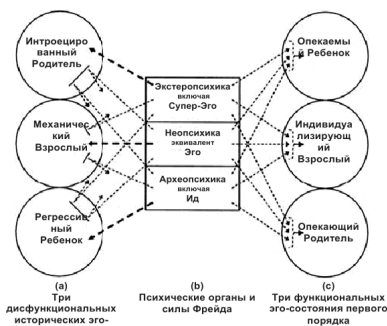 Интроециро
ванный
Родитель
Механичес
кий
Взрослый
Регрессив
ный
Ребенок
Экстеропсихика
включая
Супер-Эго
Неопсихика
эквивалент
Эго
Археопсихика
включая
Ид
Опекаемы
й Ребенок
Индивидуа
лизирующ
ий
Взрослый
Опекающий
Родитель
(a)
Три
дисфункциональных
исторических эго-
(b)
Психические органы и
силы Фрейда
(c)
Три функциональных
эго-состояния первого
порядка